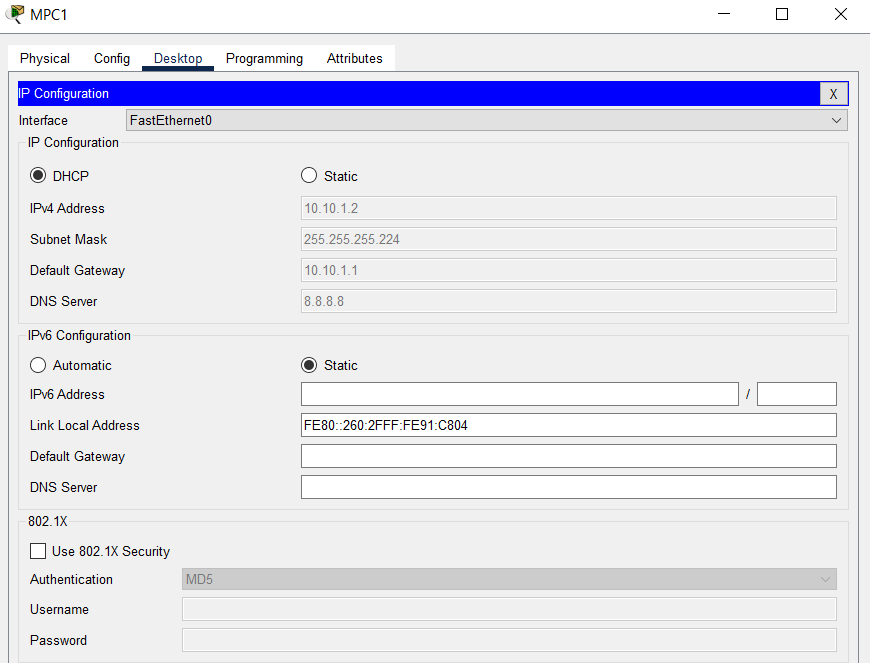 MPC1
Physical Config Desktop Programming Attributes
IP Configuration X
Interface FastEthernet0
IP Configuration
DHCP Static
IPv4 Address 10.10.1.2
Subnet Mask 255.255.255.224
Default Gateway 10.10.1.1
DNS Server 8.8.8.8
IPv6 Configuration
Automatic Static
IPv6 Address /
Link Local Address FE80::260:2FFF:FE91:C804
Default Gateway
DNS Server
802.1X
Use 802.1X Security
Authentication MD5
Username
Password